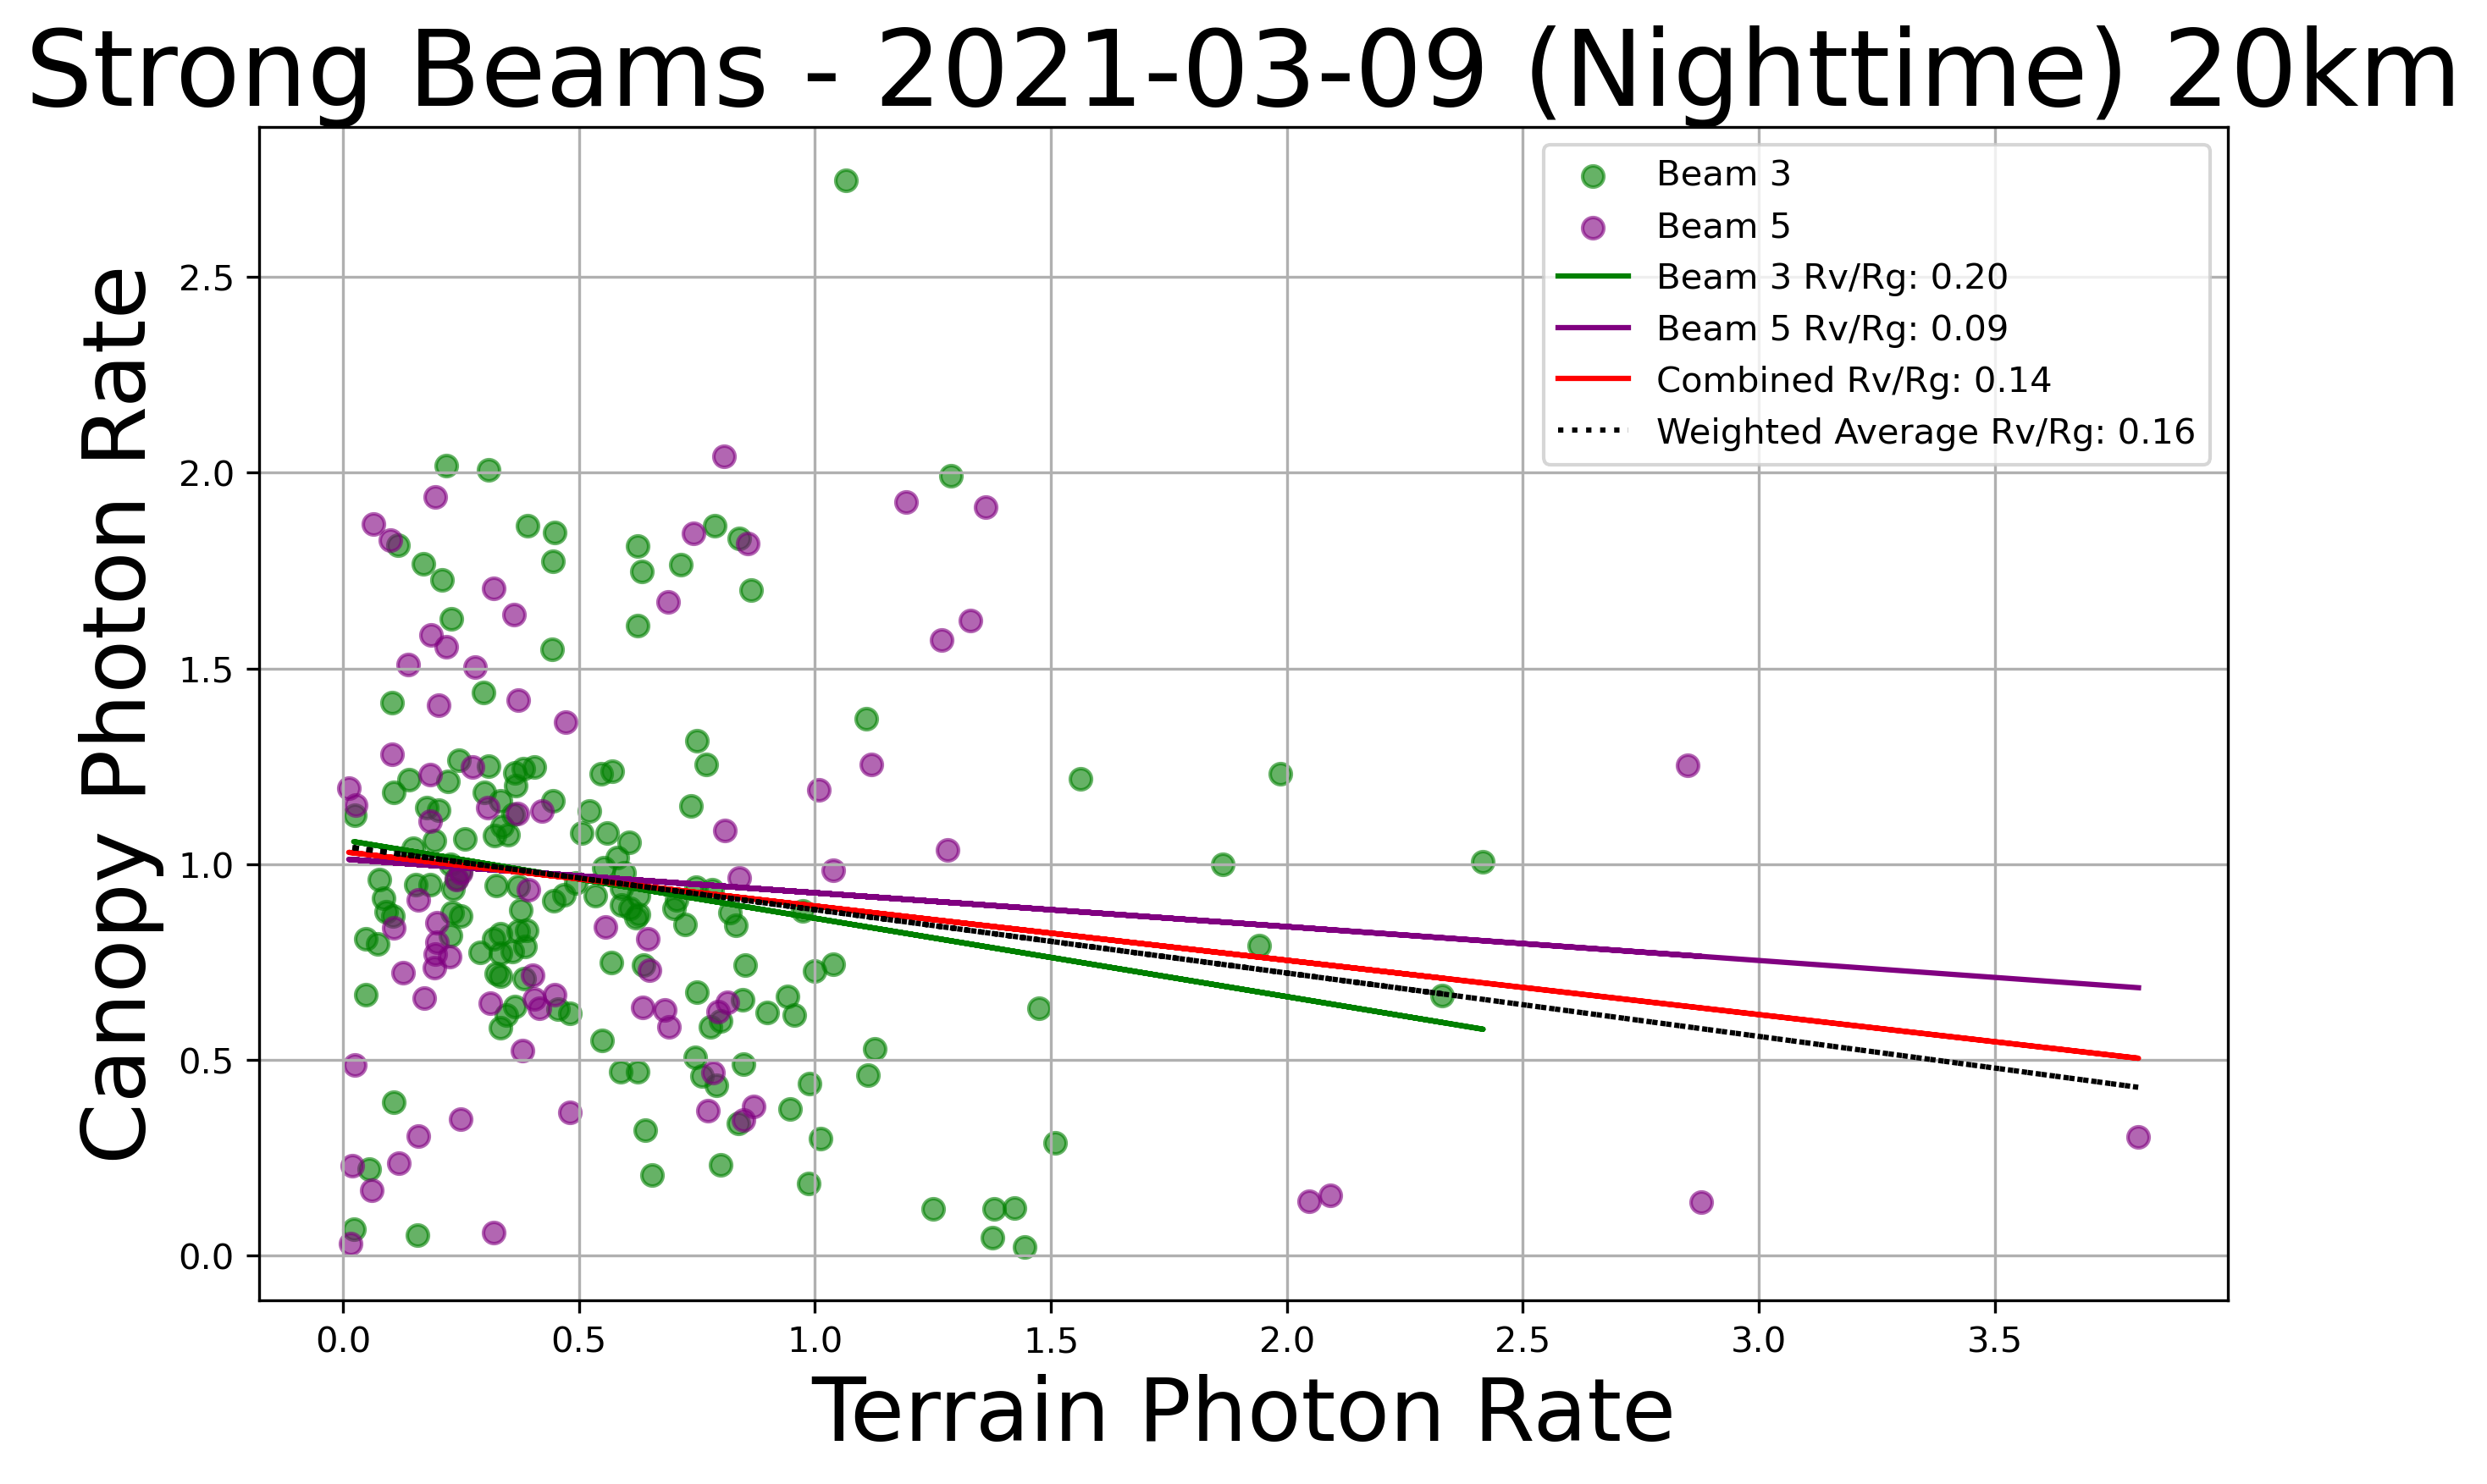 Strong Beams - 2021-03-09 (Nighttime) 20km
Canopy Photon Rate
2.5
2.0
1.5
1.0
0.5
0.0
Beam 3
Beam 5
Beam 3 Rv/Rg: 0.20
Beam 5 Rv/Rg: 0.09
Combined Rv/Rg: 0.14
Weighted Average Rv/Rg: 0.16
0.0 0.5 1.0 1.5 2.0 2.5 3.0 3.5
Terrain Photon Rate